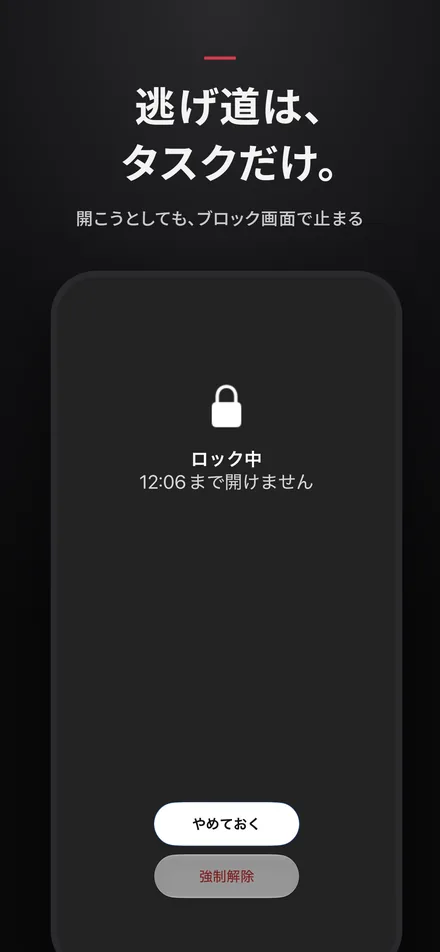 逃げ道は、
タスクだけ。
開こうとしても、ブロック画面で止まる
ロック中
12:06まで開けません
やめておく
強制解除